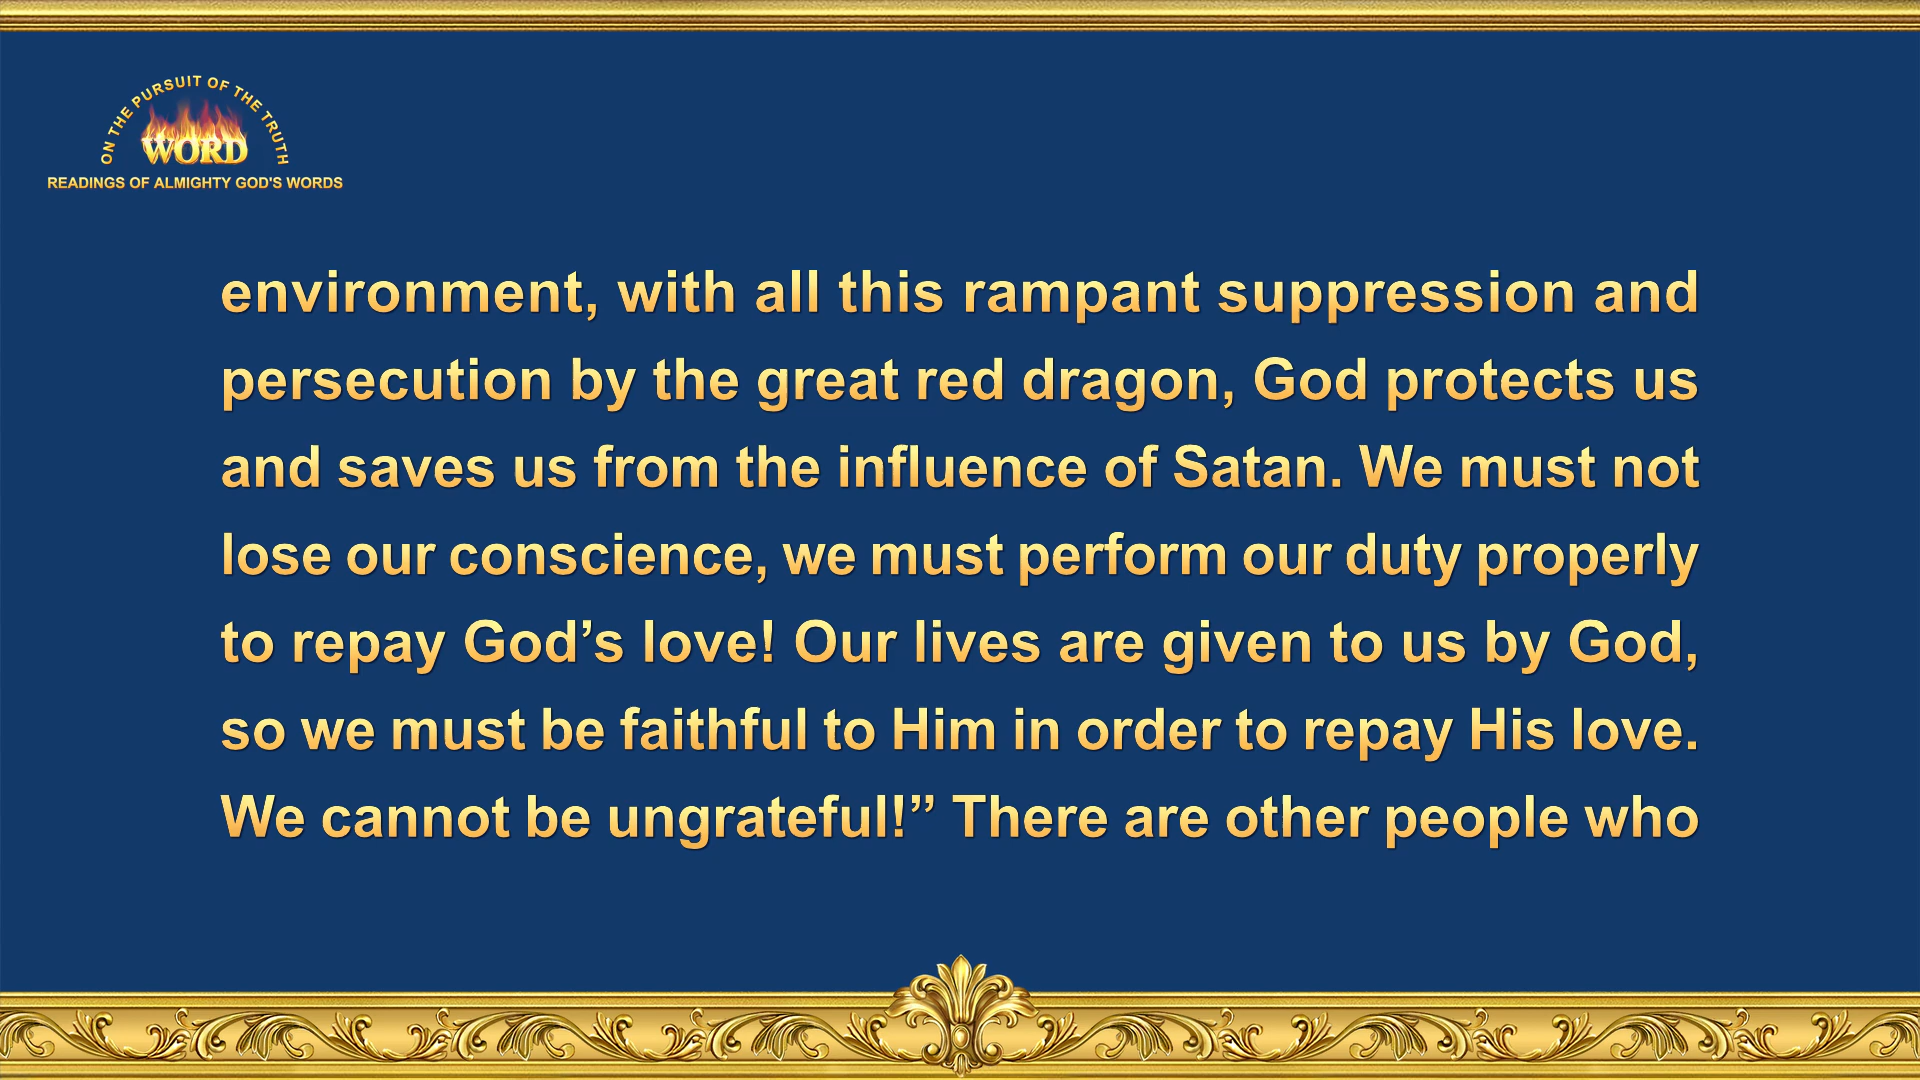 ON THE PURSUIT OF THE TRUTH
WORD
READINGS OF ALMIGHTY GOD'S WORDS
environment, with all this rampant suppression and
persecution by the great red dragon, God protects us
and saves us from the influence of Satan. We must not
lose our conscience, we must perform our duty properly
to repay God’s love! Our lives are given to us by God,
so we must be faithful to Him in order to repay His love.
We cannot be ungrateful!” There are other people who